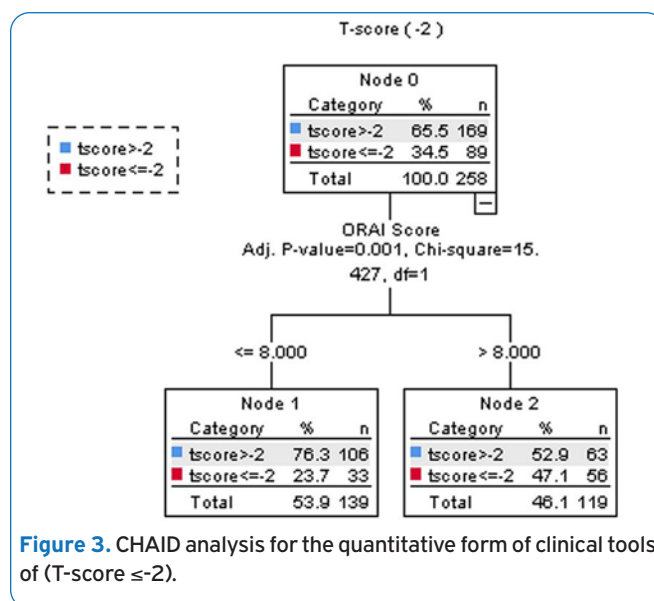 T-score ( -2 )
Node 0
Category % n
tscore>-2 65.5 169
tscore<=-2 34.5 89
Total 100.0 258
tscore>-2
tscore<=-2
ORAI Score
Adj. P-value=0.001, Chi-square=15.
427, df=1
<= 8.000
> 8.000
Node 1
Category % n
tscore>-2 76.3 106
tscore<=-2 23.7 33
Total 53.9 139
Node 2
Category % n
tscore>-2 52.9 63
tscore<=-2 47.1 56
Total 46.1 119
Figure 3. CHAID analysis for the quantitative form of clinical tools
of (T-score ≤-2).